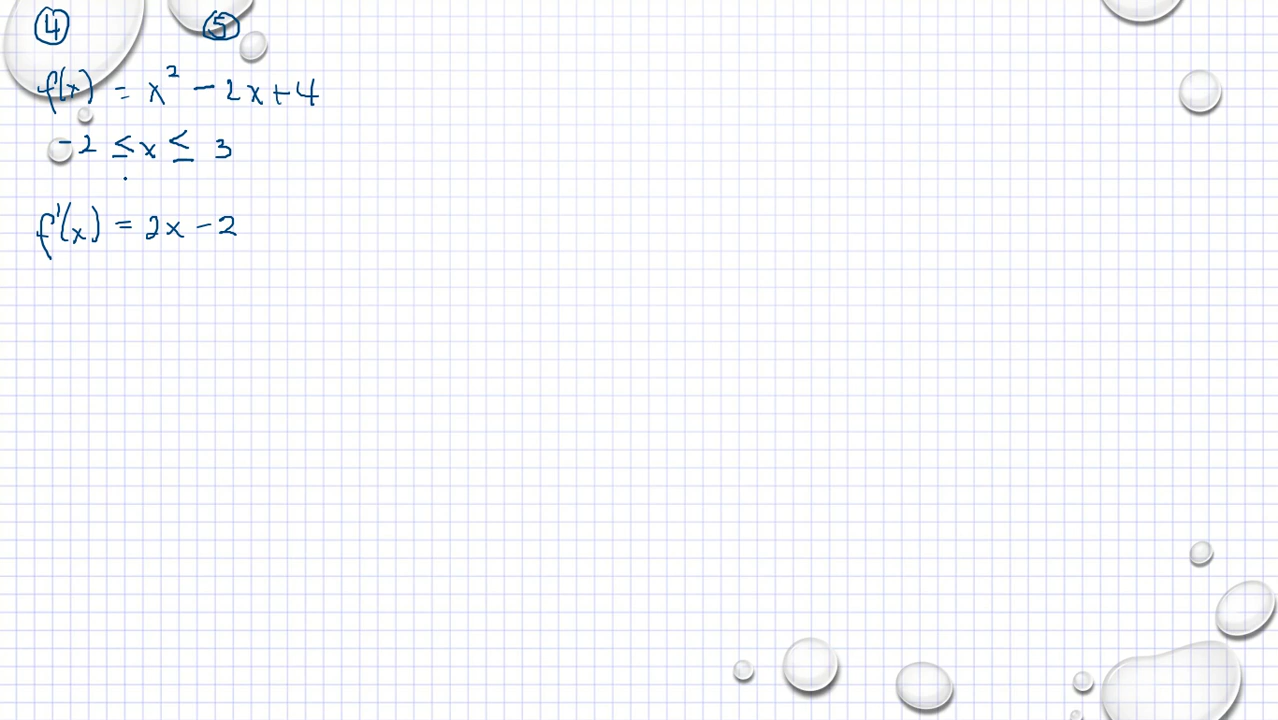 ④ ⑤
f(x) = x² - 2x + 4
-2 ≤ x ≤ 3
f'(x) = 2x - 2